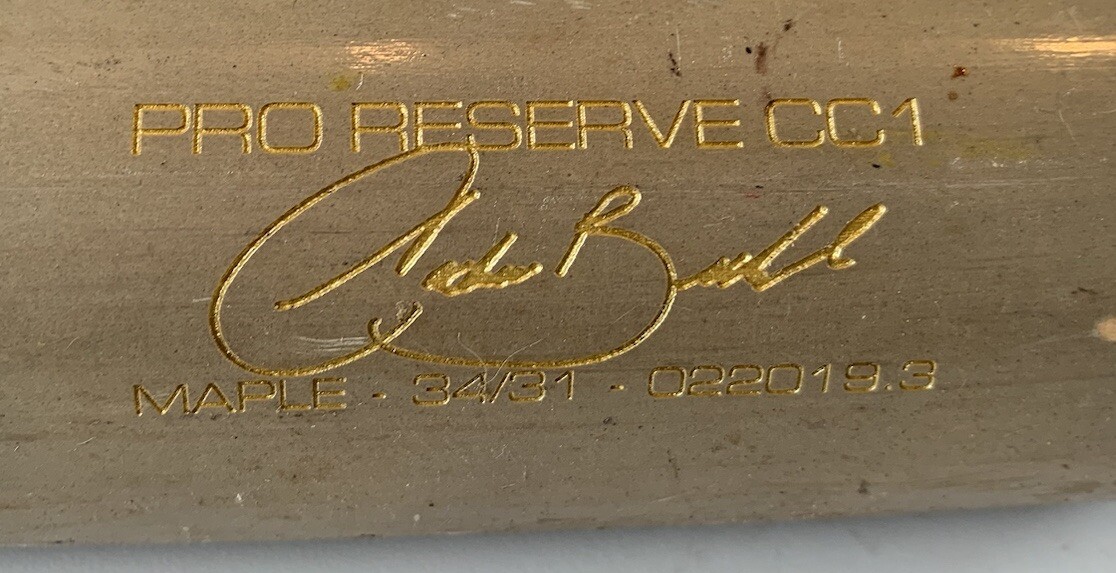 PRO RESERVE CC1
MAPLE - 34/31 - 022019.3